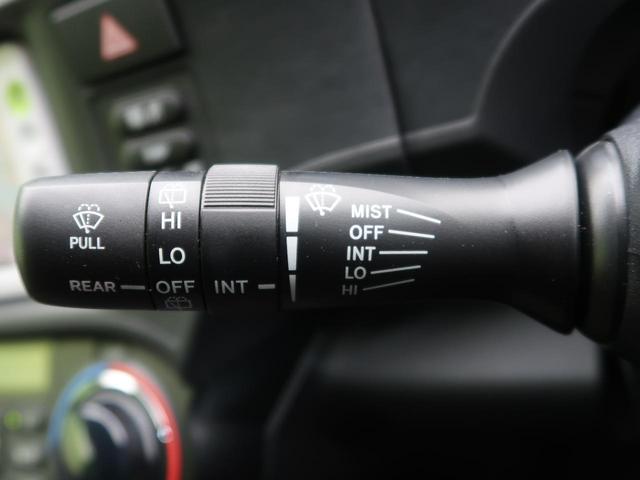 PULL
REAR
HI
LO
OFF
INT
MIST
OFF
INT
LO
HI